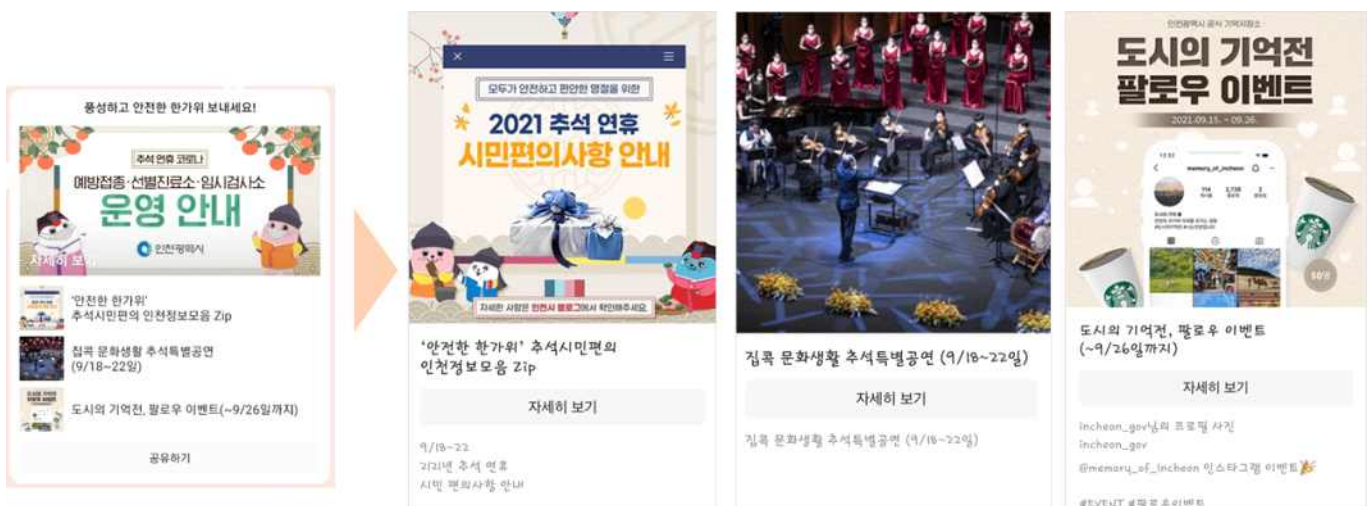 풍성하고 안전한 한가위 보내세요!
추석 연휴 코로나
예방접종·선별진료소·임시검사소
운영 안내
인천광역시
자세히 보기
'안전한 한가위'
추석시민편의 인천정보모음 Zip
집콕 문화생활 추석특별공연
(9/18~22일)
도시의 기억전, 팔로우 이벤트(~9/26일까지)
공유하기
모두가 안전하고 편안한 명절을 위한
2021 추석 연휴
시민편의사항 안내
자세한 사항은 인천시 블로그에서 확인해주세요
'안전한 한가위' 추석시민편의
인천정보모음 Zip
자세히 보기
9/18~22
2021년 추석 연휴
시민 편의사항 안내
집콕 문화생활 추석특별공연 (9/18~22일)
자세히 보기
집콕 문화생활 추석특별공연 (9/18~22일)
인천광역시 공식 기억저장소
도시의 기억전
팔로우 이벤트
2021.09.15. ~ 09.26.
memory_of_incheon
114
2
50명
도시의 기억전, 팔로우 이벤트
(~9/26일까지)
자세히 보기
incheon_gov님의 프로필 사진
incheon_gov
@memory_of_Incheon 인스타그램 이벤트🎉
#EVENT #팔로우이벤트